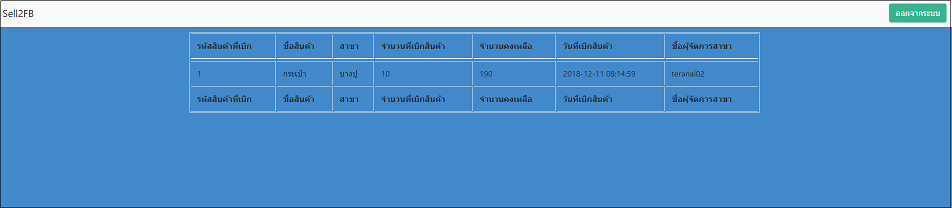 Sell2FB ออกจากระบบ
รหัสสินค้าที่เบิก ชื่อสินค้า สาขา จำนวนที่เบิกสินค้า จำนวนคงเหลือ วันที่เบิกสินค้า ชื่อผู้จัดการสาขา
1 กระเป๋า บางปู 10 190 2018-12-11 08:14:59 teranai02
รหัสสินค้าที่เบิก ชื่อสินค้า สาขา จำนวนที่เบิกสินค้า จำนวนคงเหลือ วันที่เบิกสินค้า ชื่อผู้จัดการสาขา